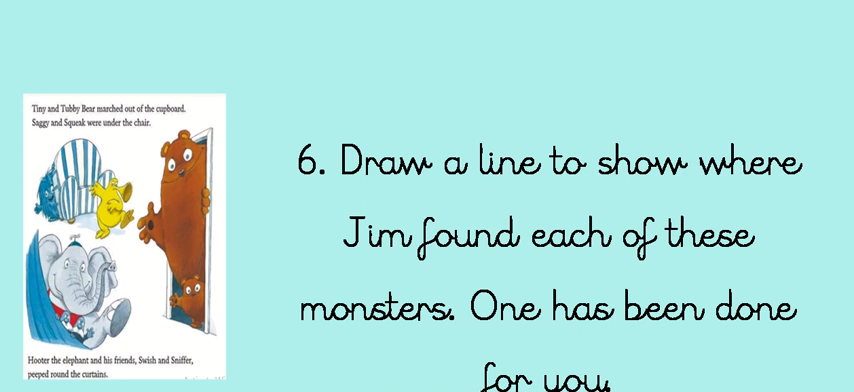 Tiny and Tubby Bear marched out of the cupboard.
Saggy and Squeak were under the chair.
Hooter the elephant and his friends, Swish and Sniffer,
peeped round the curtains.
6. Draw a line to show where
Jim found each of these
monsters. One has been done
for you.